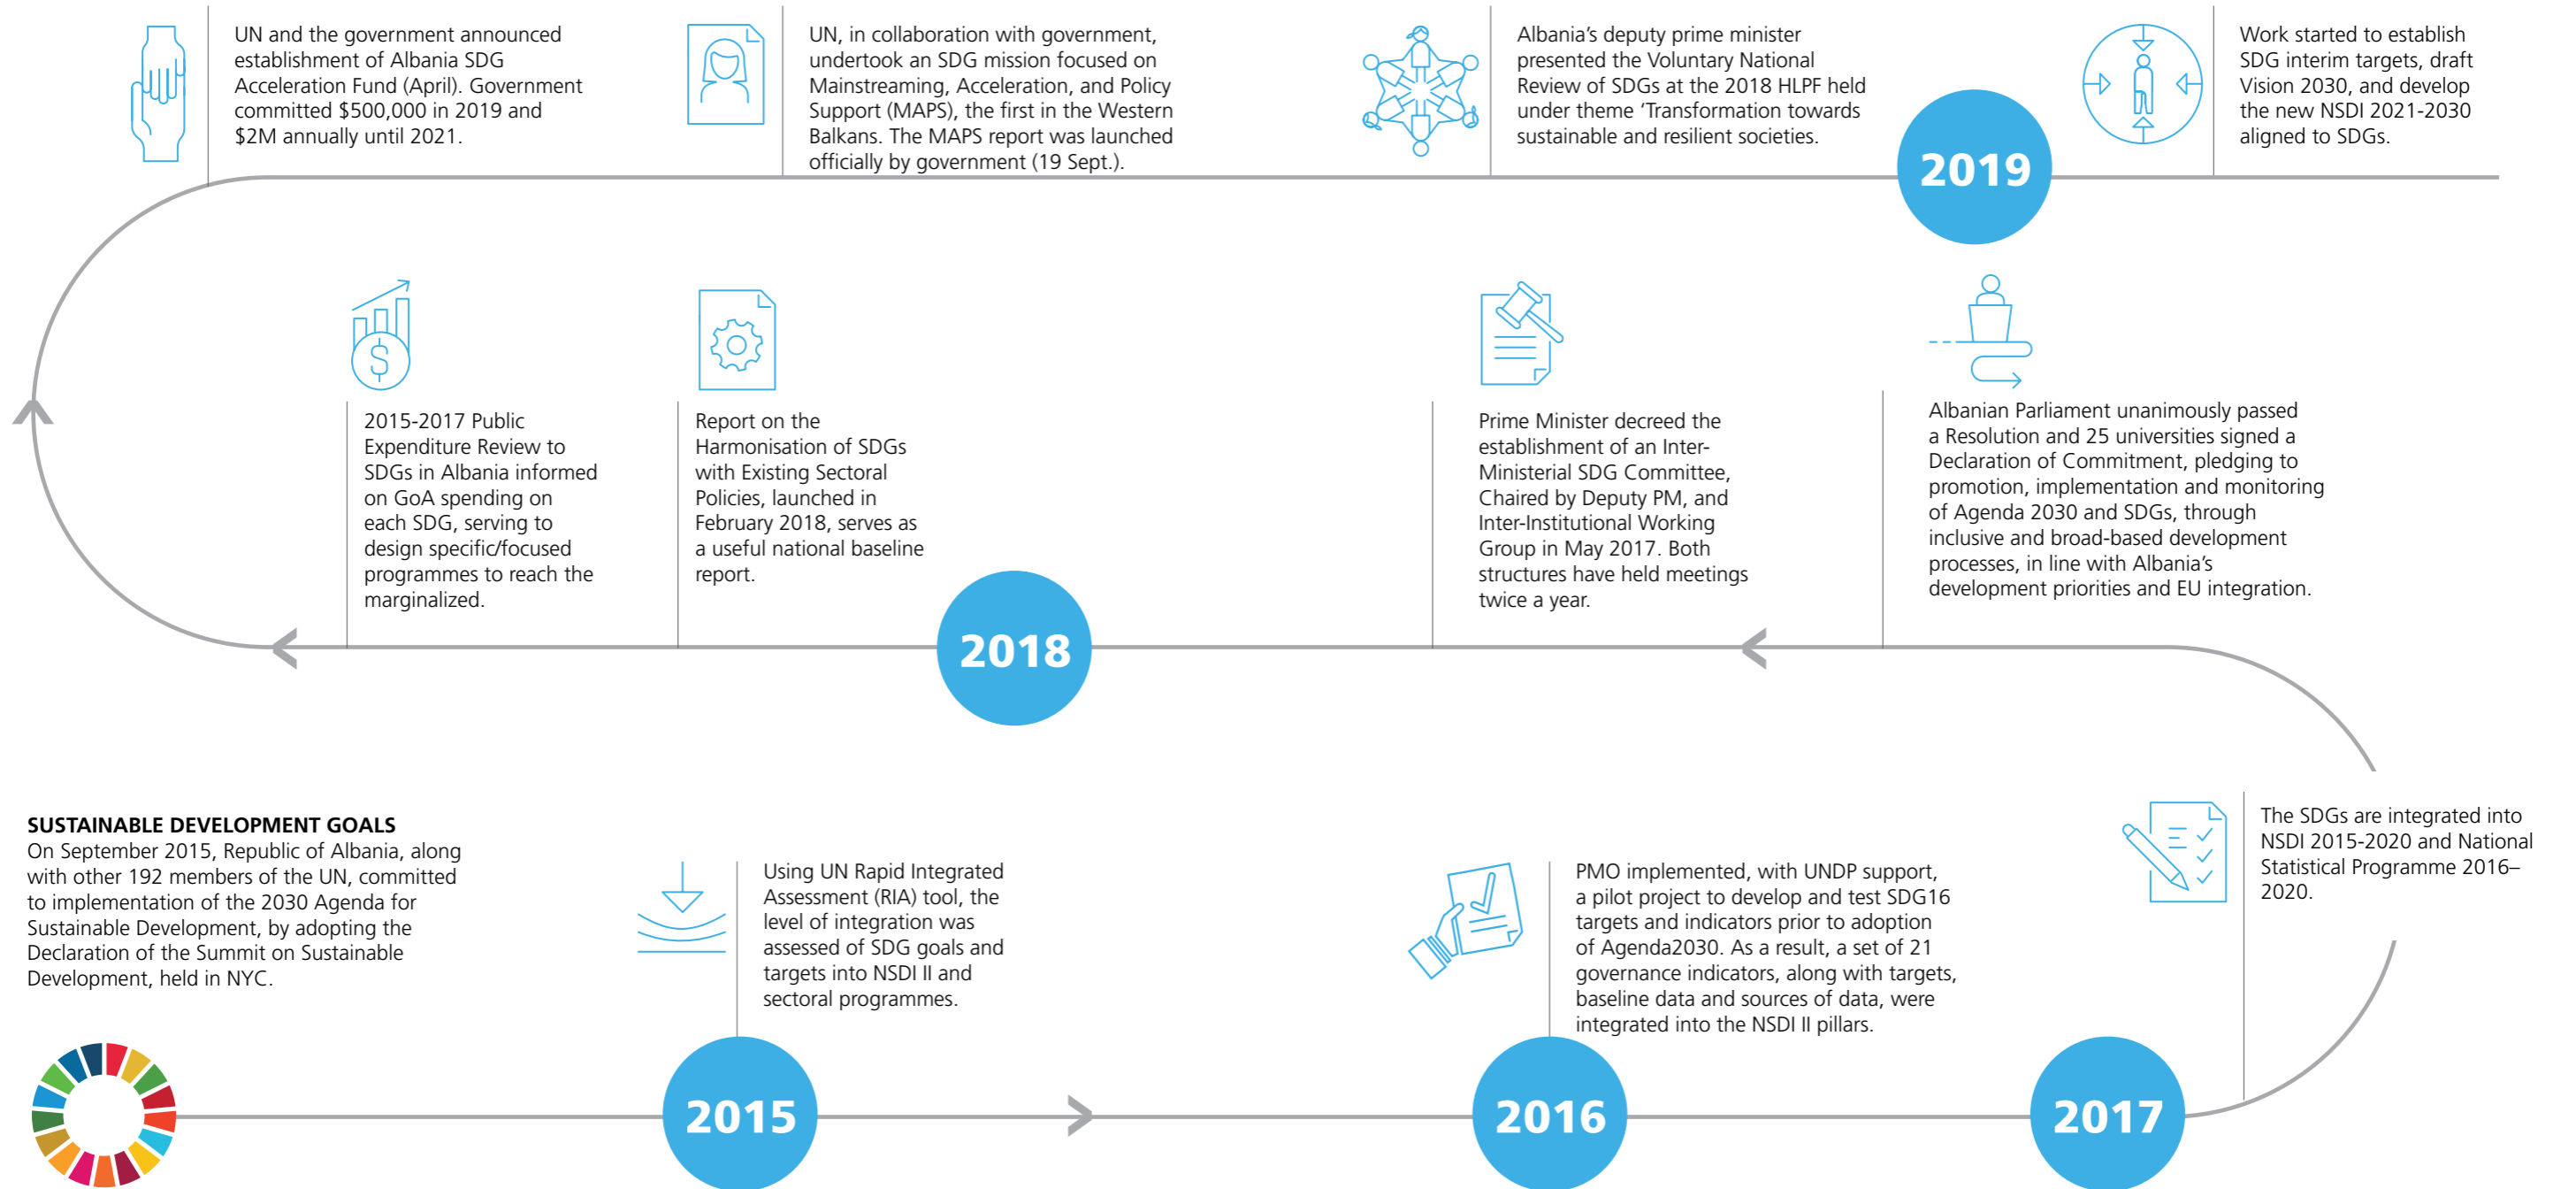 UN and the government announced
establishment of Albania SDG
Acceleration Fund (April). Government
committed $500,000 in 2019 and
$2M annually until 2021.
UN, in collaboration with government,
undertook an SDG mission focused on
Mainstreaming, Acceleration, and Policy
Support (MAPS), the first in the Western
Balkans. The MAPS report was launched
officially by government (19 Sept.).
Albania's deputy prime minister
presented the Voluntary National
Review of SDGs at the 2018 HLPF held
under theme 'Transformation towards
sustainable and resilient societies.
2019
Work started to establish
SDG interim targets, draft
Vision 2030, and develop
the new NSDI 2021-2030
aligned to SDGs.
$
2015-2017 Public
Expenditure Review to
SDGs in Albania informed
on GoA spending on
each SDG, serving to
design specific/focused
programmes to reach the
marginalized.
Report on the
Harmonisation of SDGs
with Existing Sectoral
Policies, launched in
February 2018, serves as
a useful national baseline
report.
2018
Prime Minister decreed the
establishment of an Inter-
Ministerial SDG Committee,
Chaired by Deputy PM, and
Inter-Institutional Working
Group in May 2017. Both
structures have held meetings
twice a year.
Albanian Parliament unanimously passed
a Resolution and 25 universities signed a
Declaration of Commitment, pledging to
promotion, implementation and monitoring
of Agenda 2030 and SDGs, through
inclusive and broad-based development
processes, in line with Albania's
development priorities and EU integration.
SUSTAINABLE DEVELOPMENT GOALS
On September 2015, Republic of Albania, along
with other 192 members of the UN, committed
to implementation of the 2030 Agenda for
Sustainable Development, by adopting the
Declaration of the Summit on Sustainable
Development, held in NYC.
Using UN Rapid Integrated
Assessment (RIA) tool, the
level of integration was
assessed of SDG goals and
targets into NSDI II and
sectoral programmes.
2015
PMO implemented, with UNDP support,
a pilot project to develop and test SDG16
targets and indicators prior to adoption
of Agenda2030. As a result, a set of 21
governance indicators, along with targets,
baseline data and sources of data, were
integrated into the NSDI II pillars.
2016
The SDGs are integrated into
NSDI 2015-2020 and National
Statistical Programme 2016–
2020.
2017